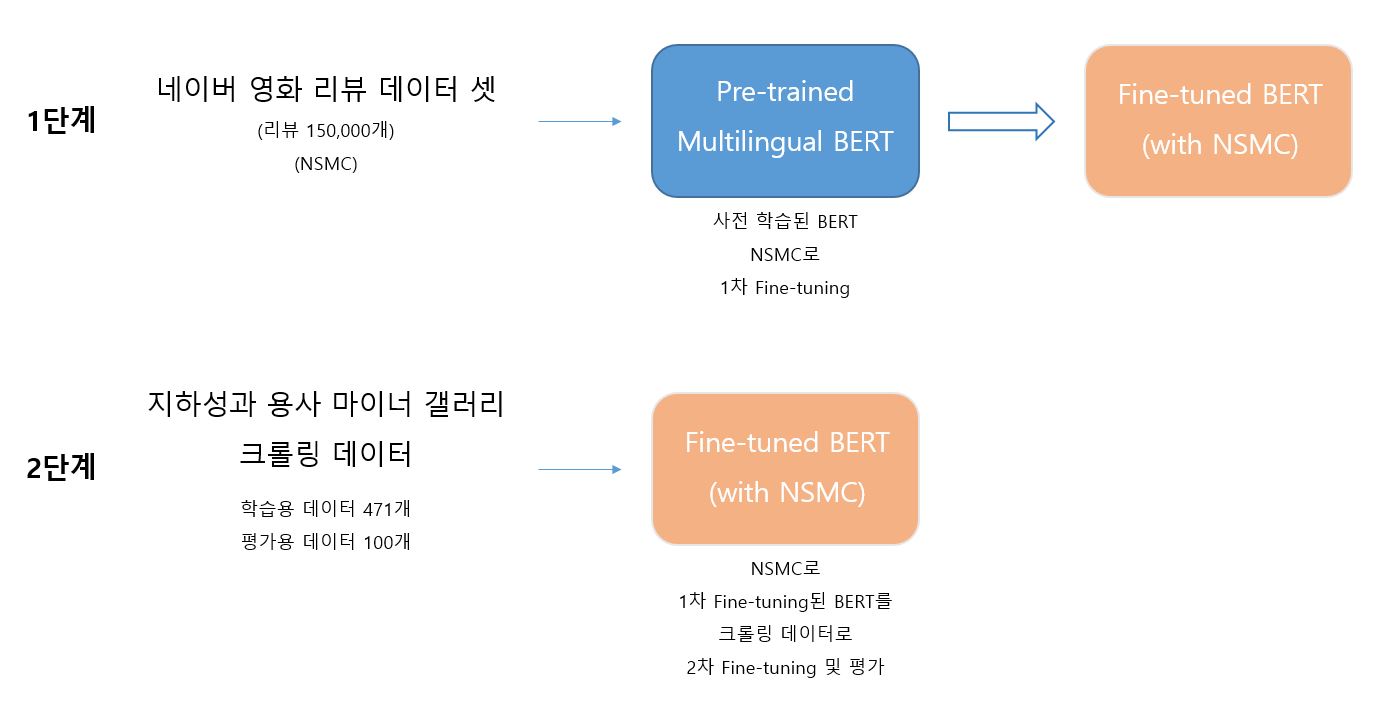 1단계
네이버 영화 리뷰 데이터 셋
(리뷰 150,000개)
(NSMC)
Pre-trained
Multilingual BERT
사전 학습된 BERT
NSMC로
1차 Fine-tuning
Fine-tuned BERT
(with NSMC)
2단계
지하성과 용사 마이너 갤러리
크롤링 데이터
학습용 데이터 471개
평가용 데이터 100개
Fine-tuned BERT
(with NSMC)
NSMC로
1차 Fine-tuning된 BERT를
크롤링 데이터로
2차 Fine-tuning 및 평가